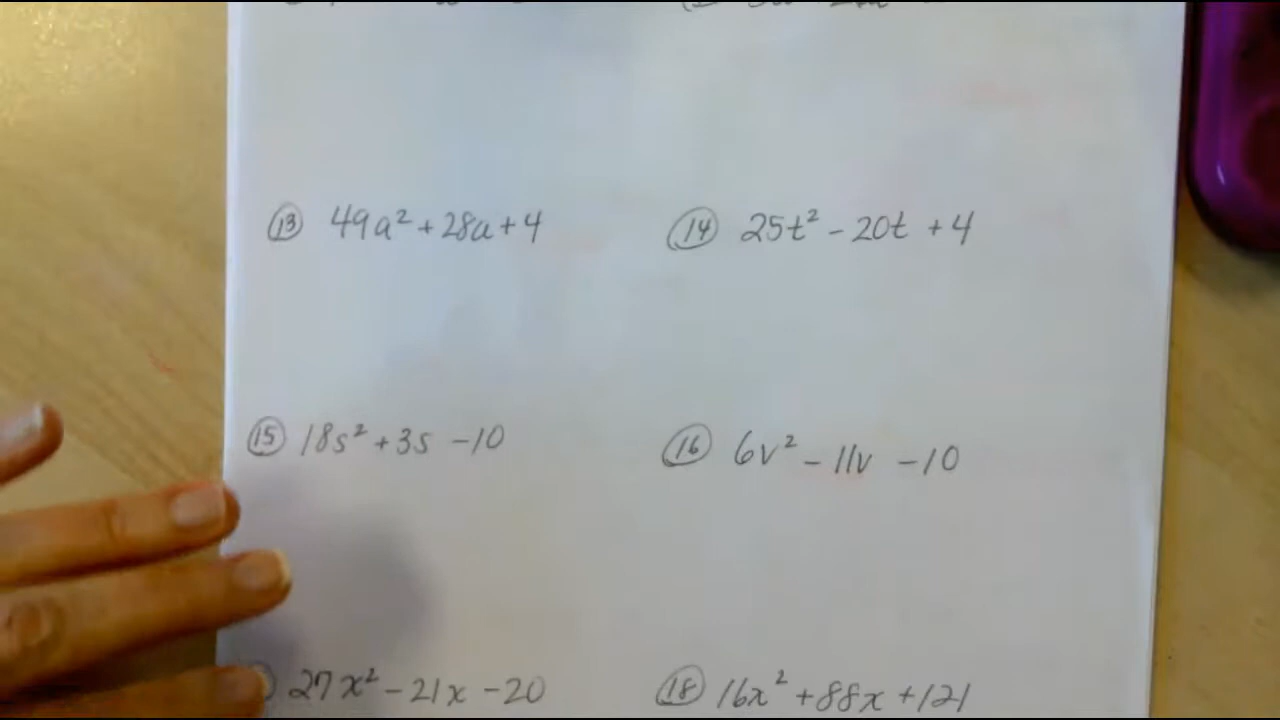 13 49a² + 28a + 4
14 25t² - 20t + 4
15 18s² + 3s - 10
16 6v² - 11v - 10
27x² - 21x - 20
18 16x² + 88x + 121